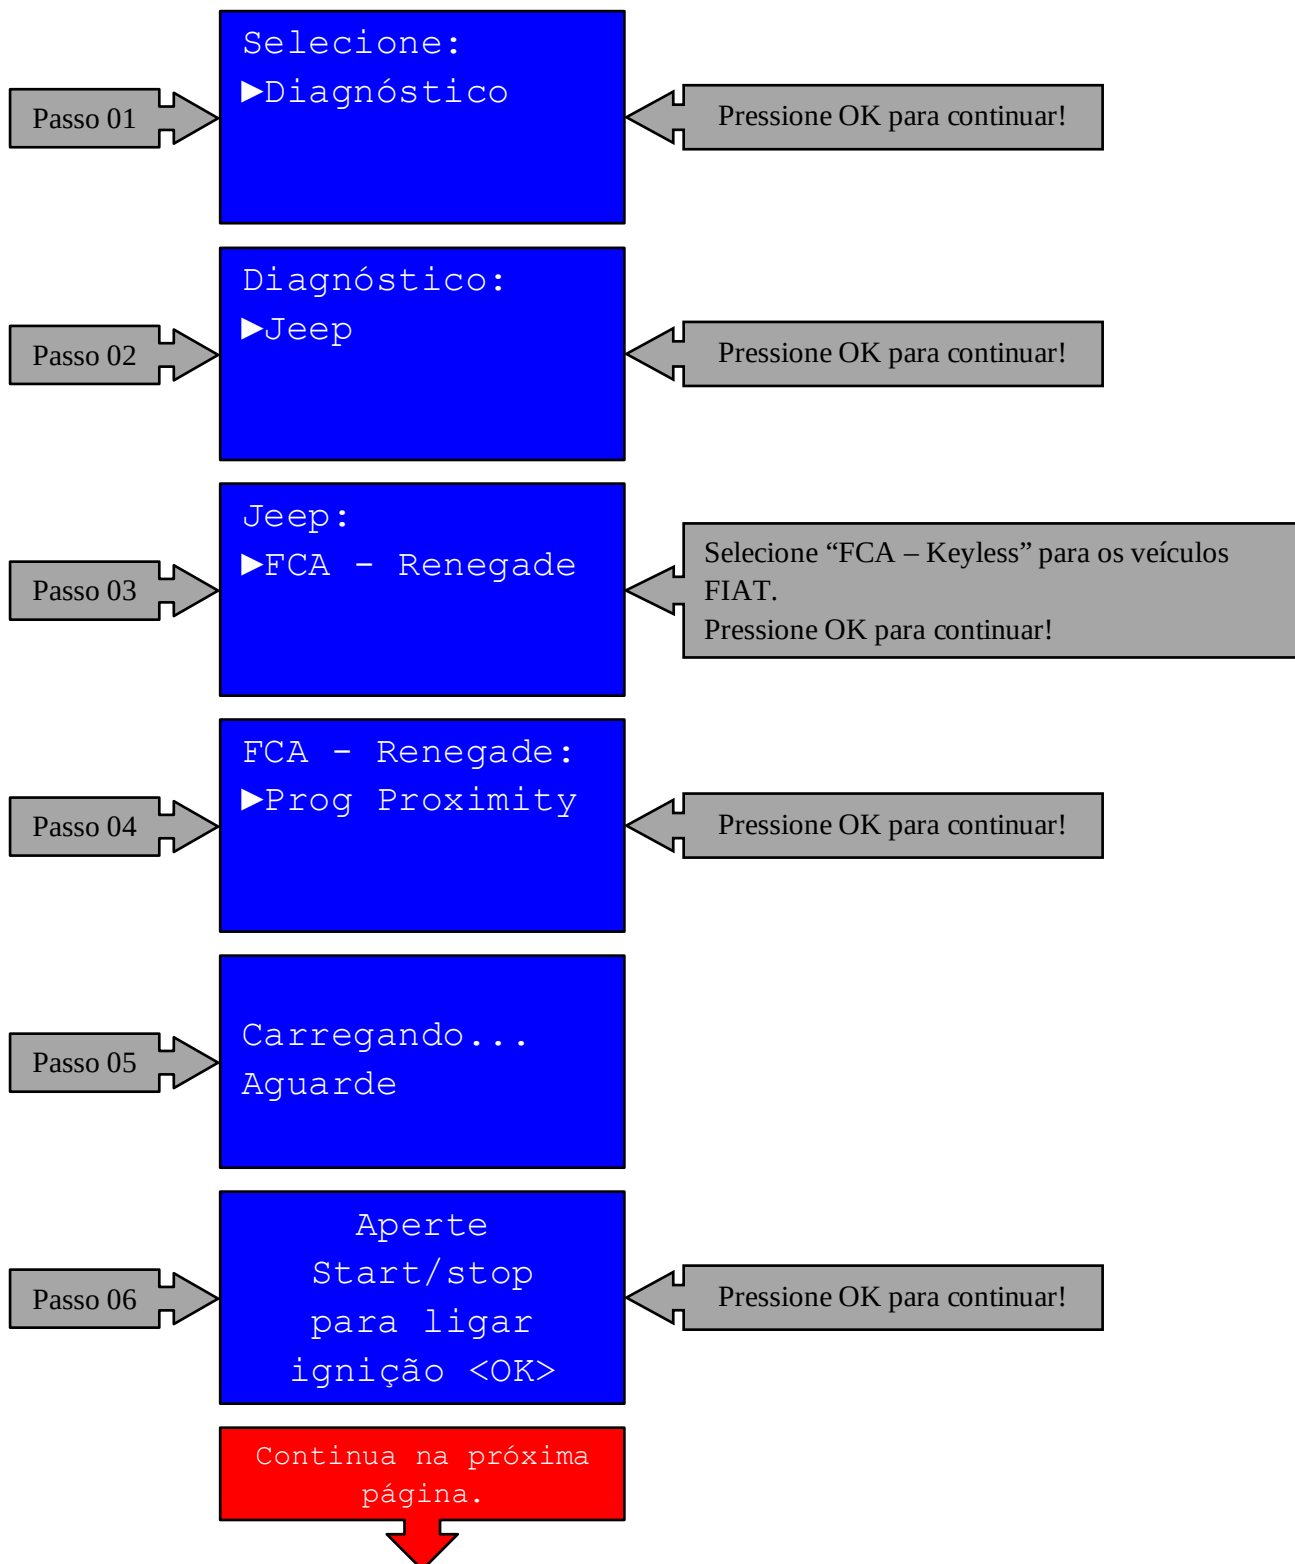 Selecione:
►Diagnóstico
Passo 01
Pressione OK para continuar!
Diagnóstico:
►Jeep
Passo 02
Pressione OK para continuar!
Jeep:
►FCA - Renegade
Passo 03
Selecione “FCA – Keyless” para os veículos
FIAT.
Pressione OK para continuar!
FCA - Renegade:
►Prog Proximity
Passo 04
Pressione OK para continuar!
Carregando...
Aguarde
Passo 05
Aperte
Start/stop
para ligar
ignição <OK>
Passo 06
Pressione OK para continuar!
Continua na próxima
página.